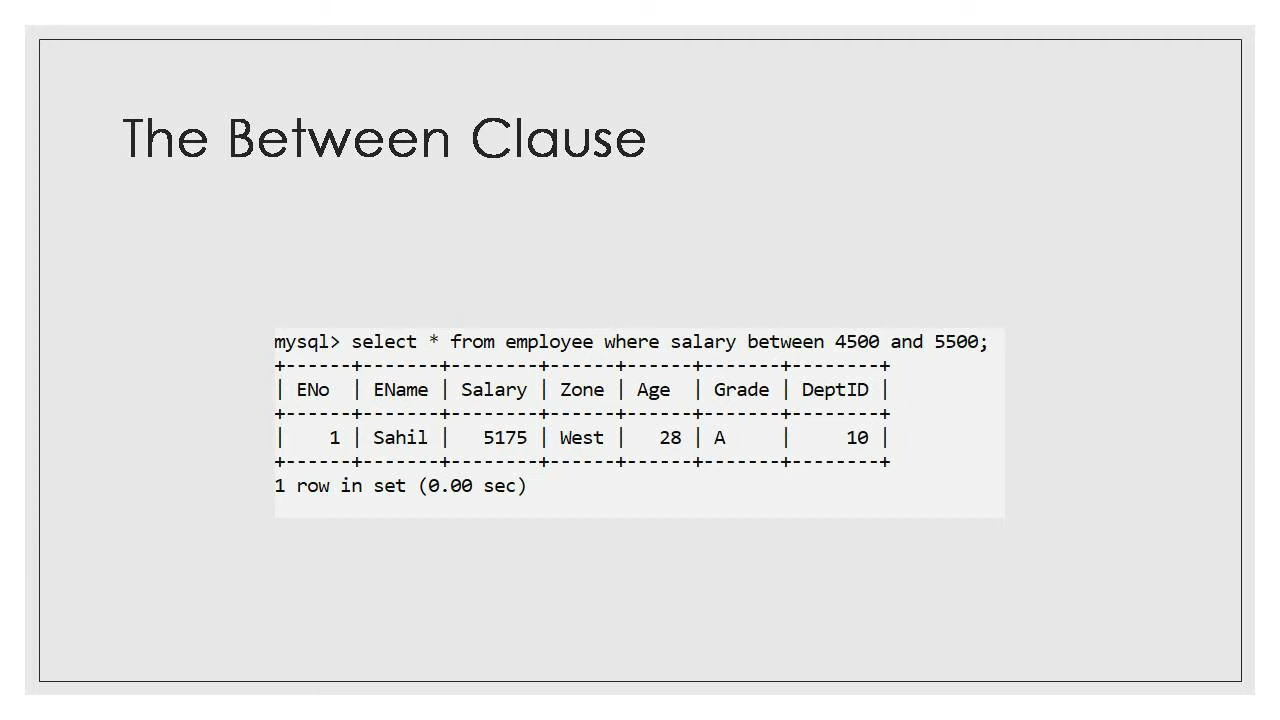 The Between Clause
mysql> select * from employee where salary between 4500 and 5500;
+------+-------+--------+------+------+-------+--------+
| ENo  | EName | Salary | Zone | Age  | Grade | DeptID |
+------+-------+--------+------+------+-------+--------+
|    1 | Sahil |   5175 | West |   28 | A     |     10 |
+------+-------+--------+------+------+-------+--------+
1 row in set (0.00 sec)